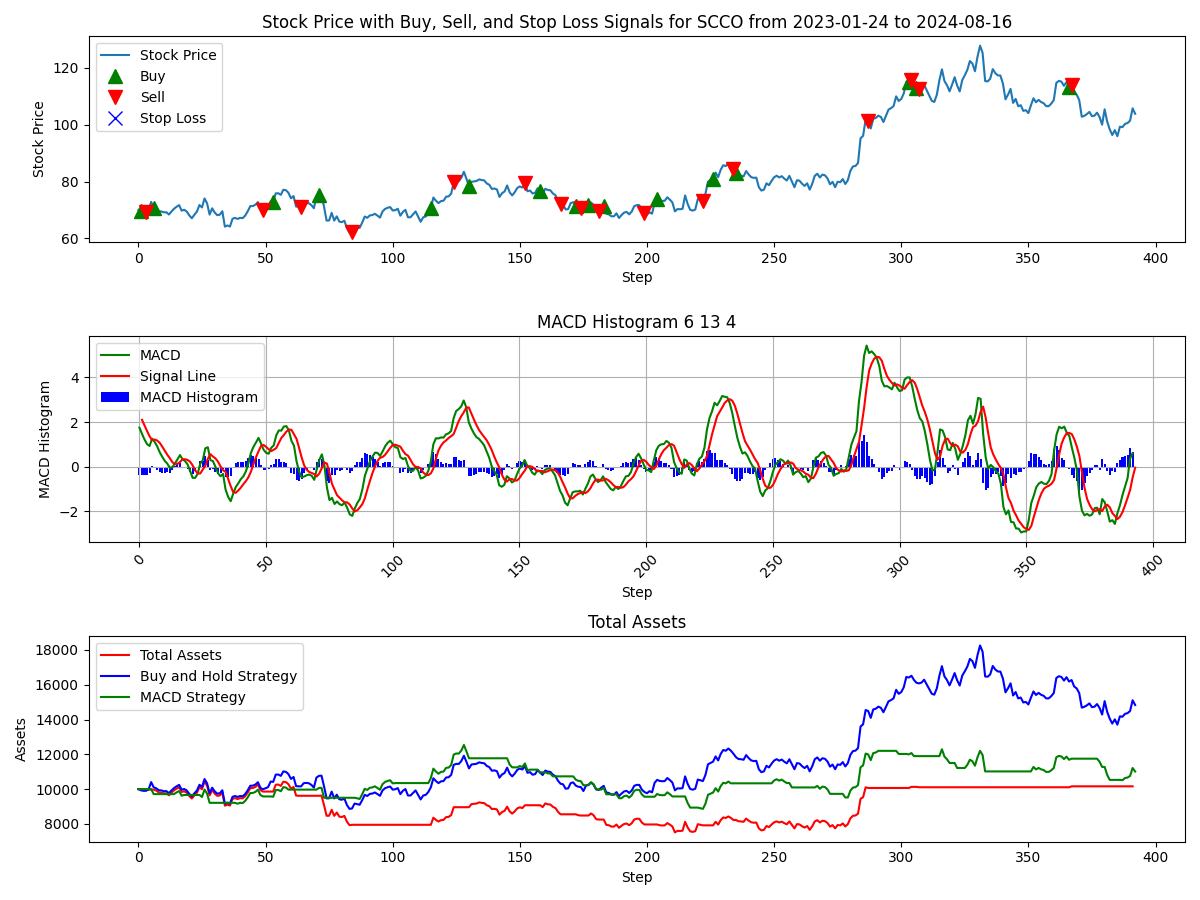 Stock Price with Buy, Sell, and Stop Loss Signals for SCCO from 2023-01-24 to 2024-08-16
Stock Price
Buy
Sell
Stop Loss
Stock Price
120
100
80
60
0 50 100 150 200 250 300 350 400
Step
MACD Histogram 6 13 4
MACD
Signal Line
MACD Histogram
MACD Histogram
4
2
0
−2
0 50 100 150 200 250 300 350 400
Step
Total Assets
Total Assets
Buy and Hold Strategy
MACD Strategy
Assets
18000
16000
14000
12000
10000
8000
0 50 100 150 200 250 300 350 400
Step